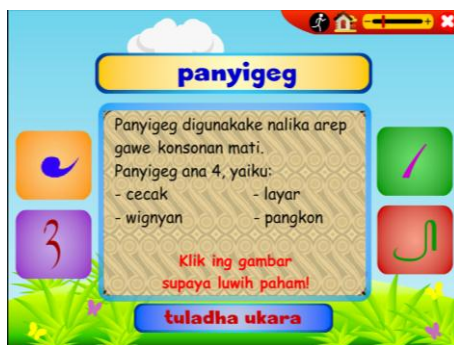 panyigeg
Panyigeg digunakake nalika arep
gawe konsonan mati.
Panyigeg ana 4, yaiku:
- cecak - layar
- wignyan - pangkon
Klik ing gambar
supaya luwih paham!
tuladha ukara